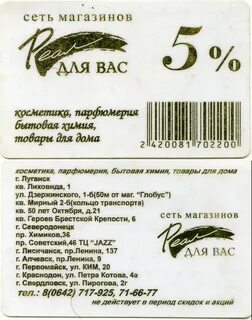 сеть магазинов
Реал
ДЛЯ ВАС
5%
косметика, парфюмерия
бытовая химия,
товары для дома
2420081702200
косметика, парфюмерия, бытовая химия, товары для дома
г. Луганск
кв. Лиховида, 1
ул. Дзержинского, 1-б(50м от маг. "Глобус")
кв. Мирный 2-б(кольцо транспорта)
кв. 50 лет Октября, д.21
кв. Героев Брестской Крепости, 6
г. Северодонецк
пр. Химиков,36
пр. Советский,46 ТЦ "JAZZ"
г. Лисичанск, пр.Ленина, 137
г. Алчевск, пр.Ленина, 9
г. Первомайск, ул. КИМ, 20
г. Краснодон, ул. Петра Котова, 4а
г. Свердловск, ул. Пирогова, 2г
сеть магазинов
Реал
ДЛЯ ВАС
тел.: 8(0642) 717-925, 71-66-77
не действует в период скидок и акций